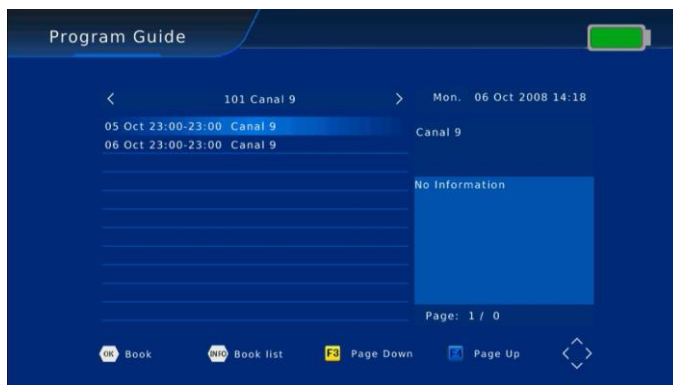 Program Guide
101 Canal 9
Mon. 06 Oct 2008 14:18
05 Oct 23:00-23:00 Canal 9
06 Oct 23:00-23:00 Canal 9
Canal 9
No Information
Page: 1 / 0
OK Book INFO Book list F3 Page Down F4 Page Up